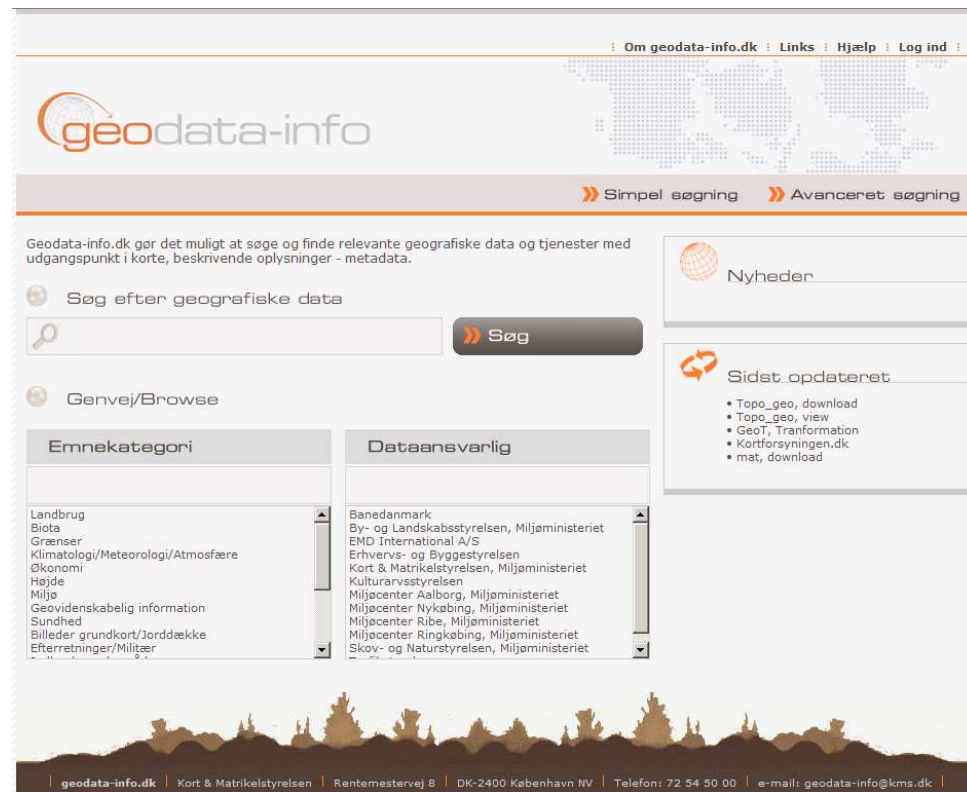 Om geodata-info.dk Links Hjælp Log ind
geodata-info
Simpel søgning Avanceret søgning
Geodata-info.dk gør det muligt at søge og finde relevante geografiske data og tjenester med
udgangspunkt i korte, beskrivende oplysninger - metadata.
Søg efter geografiske data
Søg
Genvej/Browse
Emnekategori
Landbrug
Biota
Grænser
Klimatologi/Meteorologi/Atmosfære
Økonomi
Højde
Miljø
Geovidenskabelig information
Sundhed
Billeder grundkort/Jorddække
Efterretninger/Militær
Dataansvarlig
Banedanmark
By- og Landskabsstyrelsen, Miljøministeriet
EMD International A/S
Erhvervs- og Byggestyrelsen
Kort & Matrikelstyrelsen, Miljøministeriet
Kulturarvsstyrelsen
Miljøcenter Aalborg, Miljøministeriet
Miljøcenter Nykøbing, Miljøministeriet
Miljøcenter Ribe, Miljøministeriet
Miljøcenter Ringkøbing, Miljøministeriet
Skov- og Naturstyrelsen, Miljøministeriet
Nyheder
Sidst opdateret
• Topo_geo, download
• Topo_geo, view
• GeoT, Tranformation
• Kortforsyningen.dk
• mat, download
geodata-info.dk | Kort & Matrikelstyrelsen | Rentemestervej 8 | DK-2400 København NV | Telefon: 72 54 50 00 | e-mail: geodata-info@kms.dk |